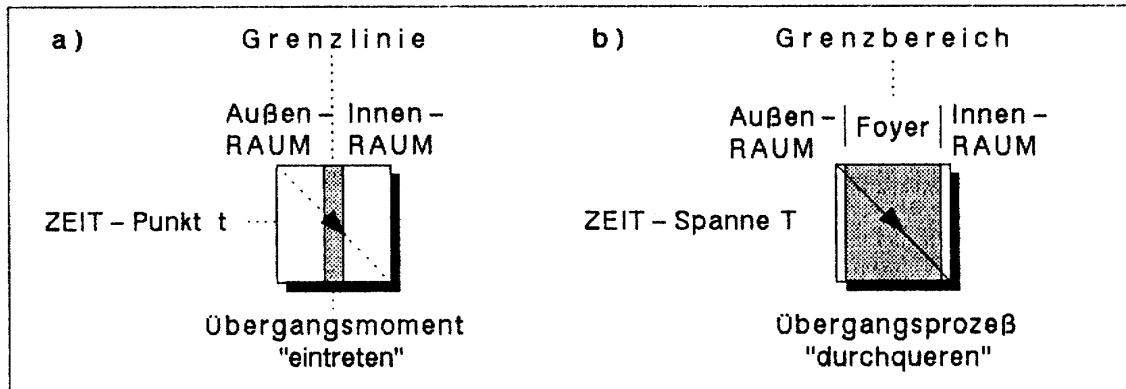 a) Grenzlinie
Außen – Innen –
RAUM RAUM
ZEIT – Punkt t
Übergangsmoment
"eintreten"
b) Grenzbereich
Außen – Foyer Innen –
RAUM RAUM
ZEIT – Spanne T
Übergangsprozeß
"durchqueren"